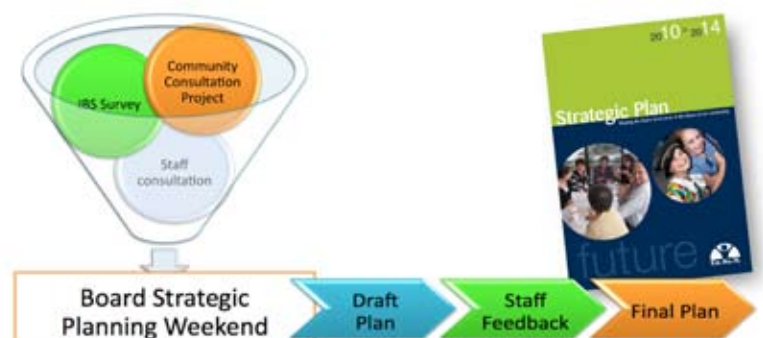 Community
Consultation
Project
IRS Survey
Staff
consultation
2010 - 2014
Strategic Plan
future
Board Strategic
Planning Weekend
Draft
Plan
Staff
Feedback
Final Plan